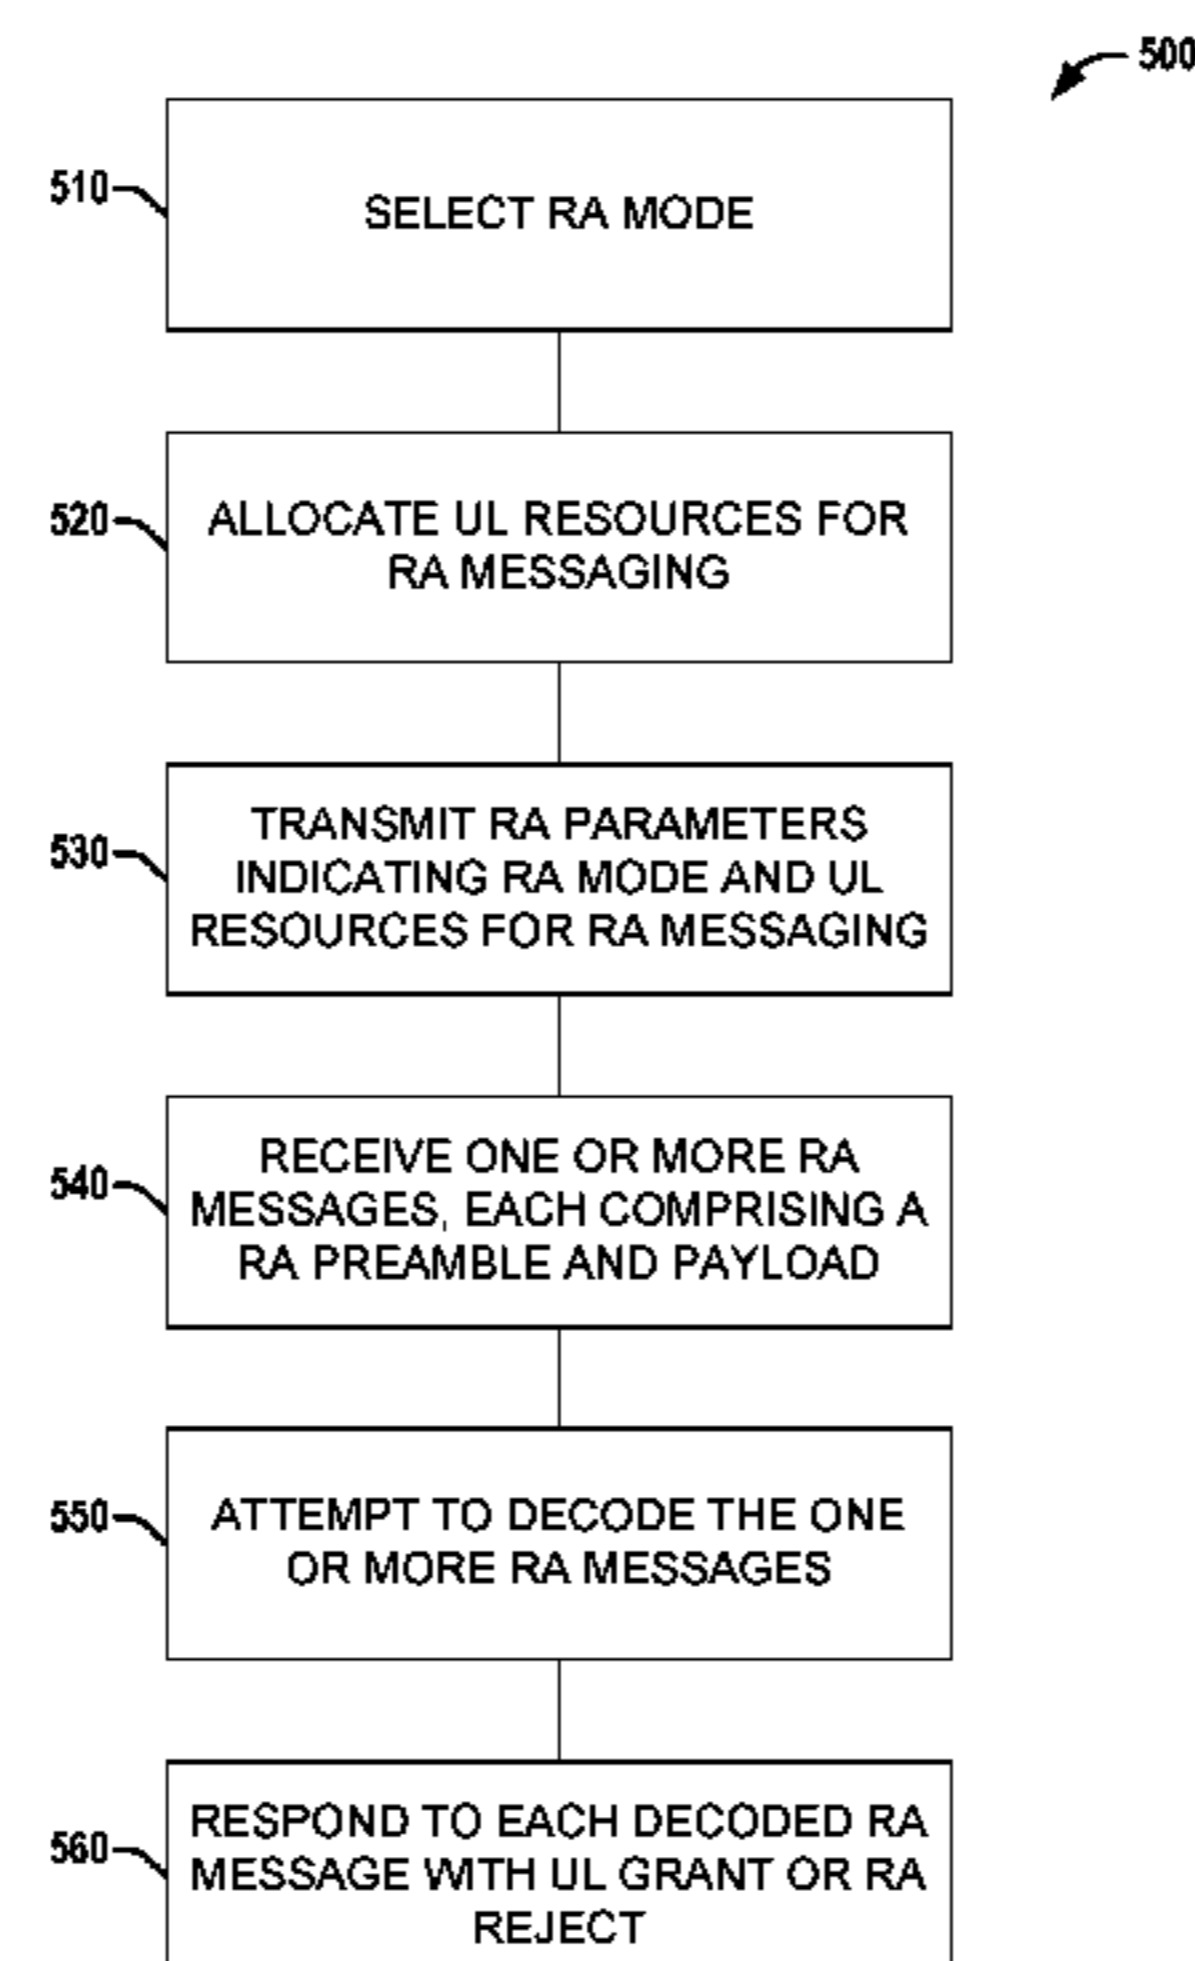 500
510
SELECT RA MODE
520
ALLOCATE UL RESOURCES FOR
RA MESSAGING
530
TRANSMIT RA PARAMETERS
INDICATING RA MODE AND UL
RESOURCES FOR RA MESSAGING
540
RECEIVE ONE OR MORE RA
MESSAGES, EACH COMPRISING A
RA PREAMBLE AND PAYLOAD
550
ATTEMPT TO DECODE THE ONE
OR MORE RA MESSAGES
560
RESPOND TO EACH DECODED RA
MESSAGE WITH UL GRANT OR RA
REJECT